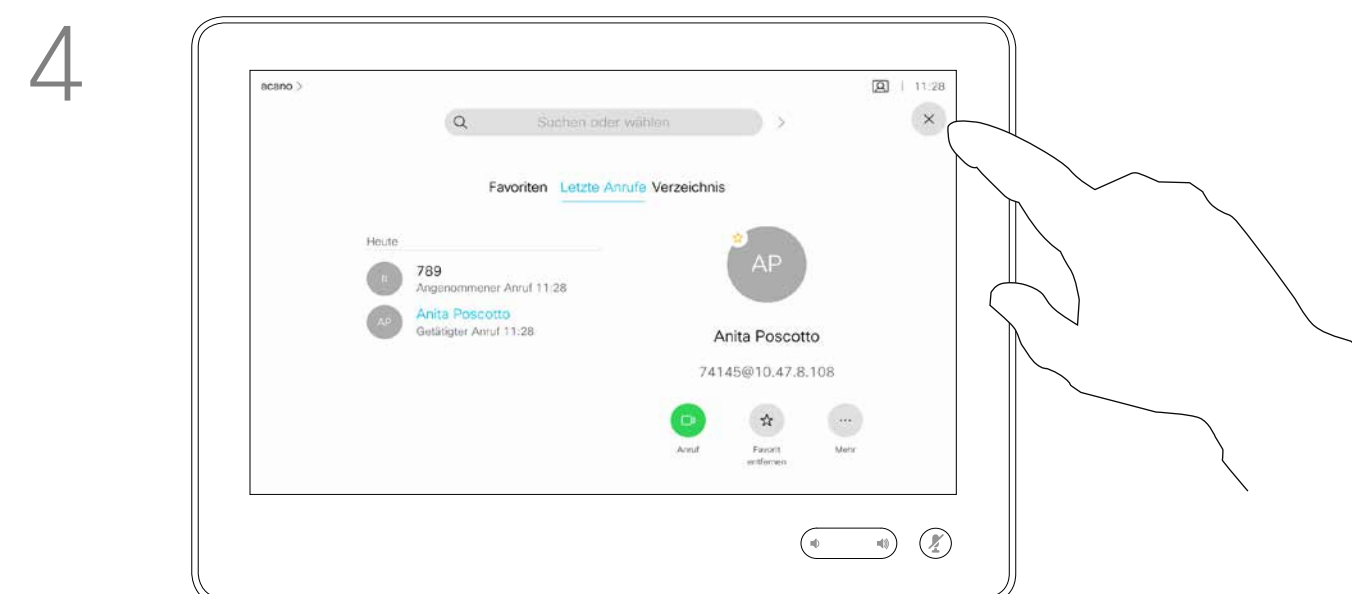 4
acano >
11:28
Suchen oder wählen
Favoriten Letzte Anrufe Verzeichnis
Heute
789
Angenommener Anruf 11:28
AP
Anita Poscotto
Getätigter Anruf 11:28
AP
Anita Poscotto
74145@10.47.8.108
Anruf
Favorit
entfernen
Mehr